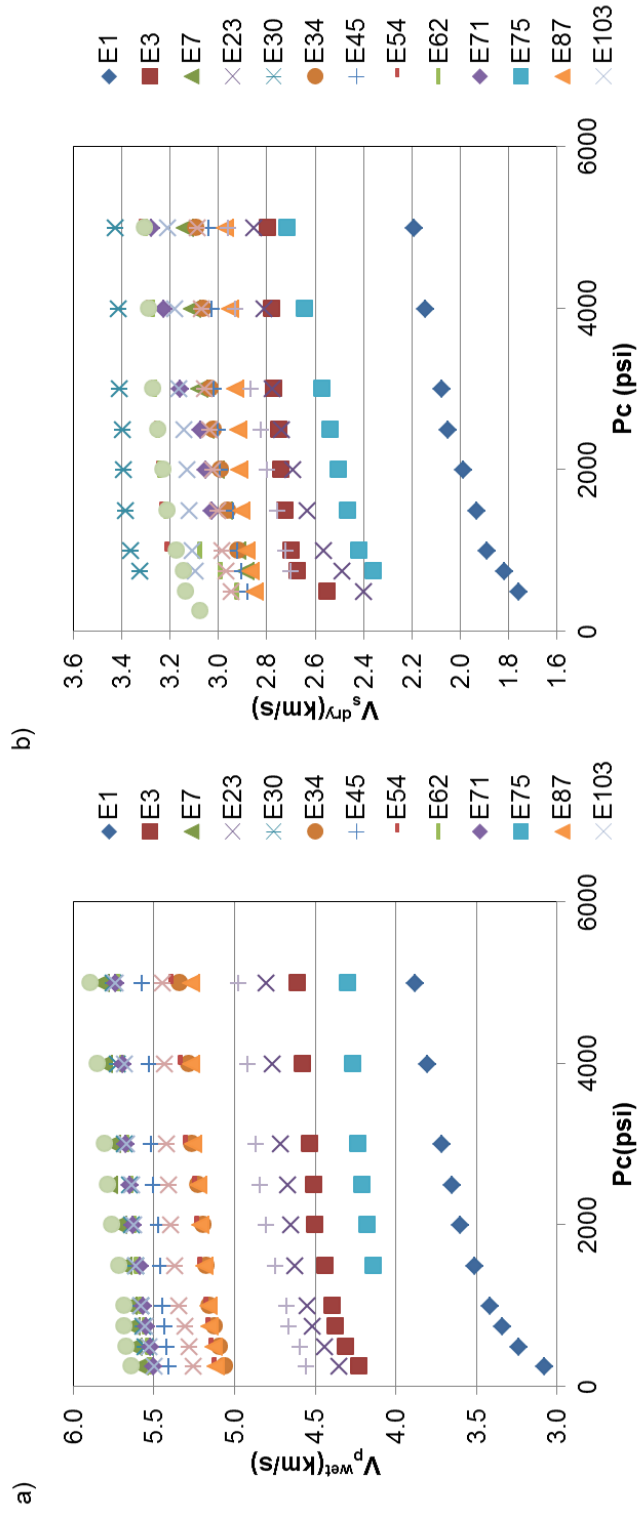 a)
Vp wet(km/s)
6.0
5.5
5.0
4.5
4.0
3.5
3.0
0
2000
4000
6000
Pc(psi)
E1
E3
E7
E23
E30
E34
E45
E54
E62
E71
E75
E87
E103
b)
Vs dry(km/s)
3.6
3.4
3.2
3.0
2.8
2.6
2.4
2.2
2.0
1.8
1.6
0
2000
4000
6000
Pc (psi)
E1
E3
E7
E23
E30
E34
E45
E54
E62
E71
E75
E87
E103